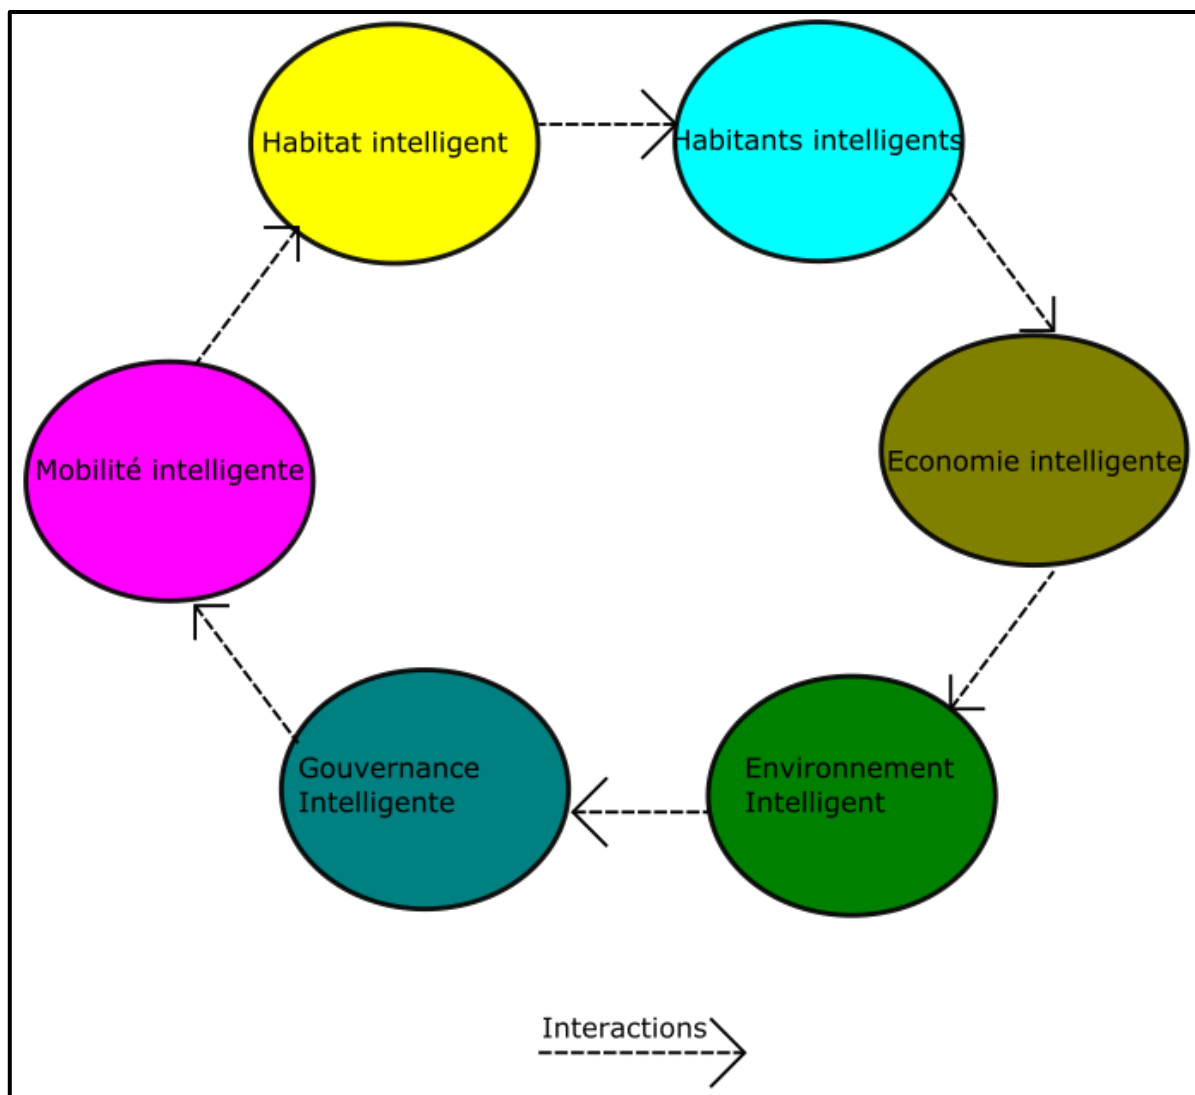 Habitat intelligent
Habitants intelligents
Economie intelligente
Mobilité intelligente
Gouvernance
Intelligente
Environnement
Intelligent
Interactions